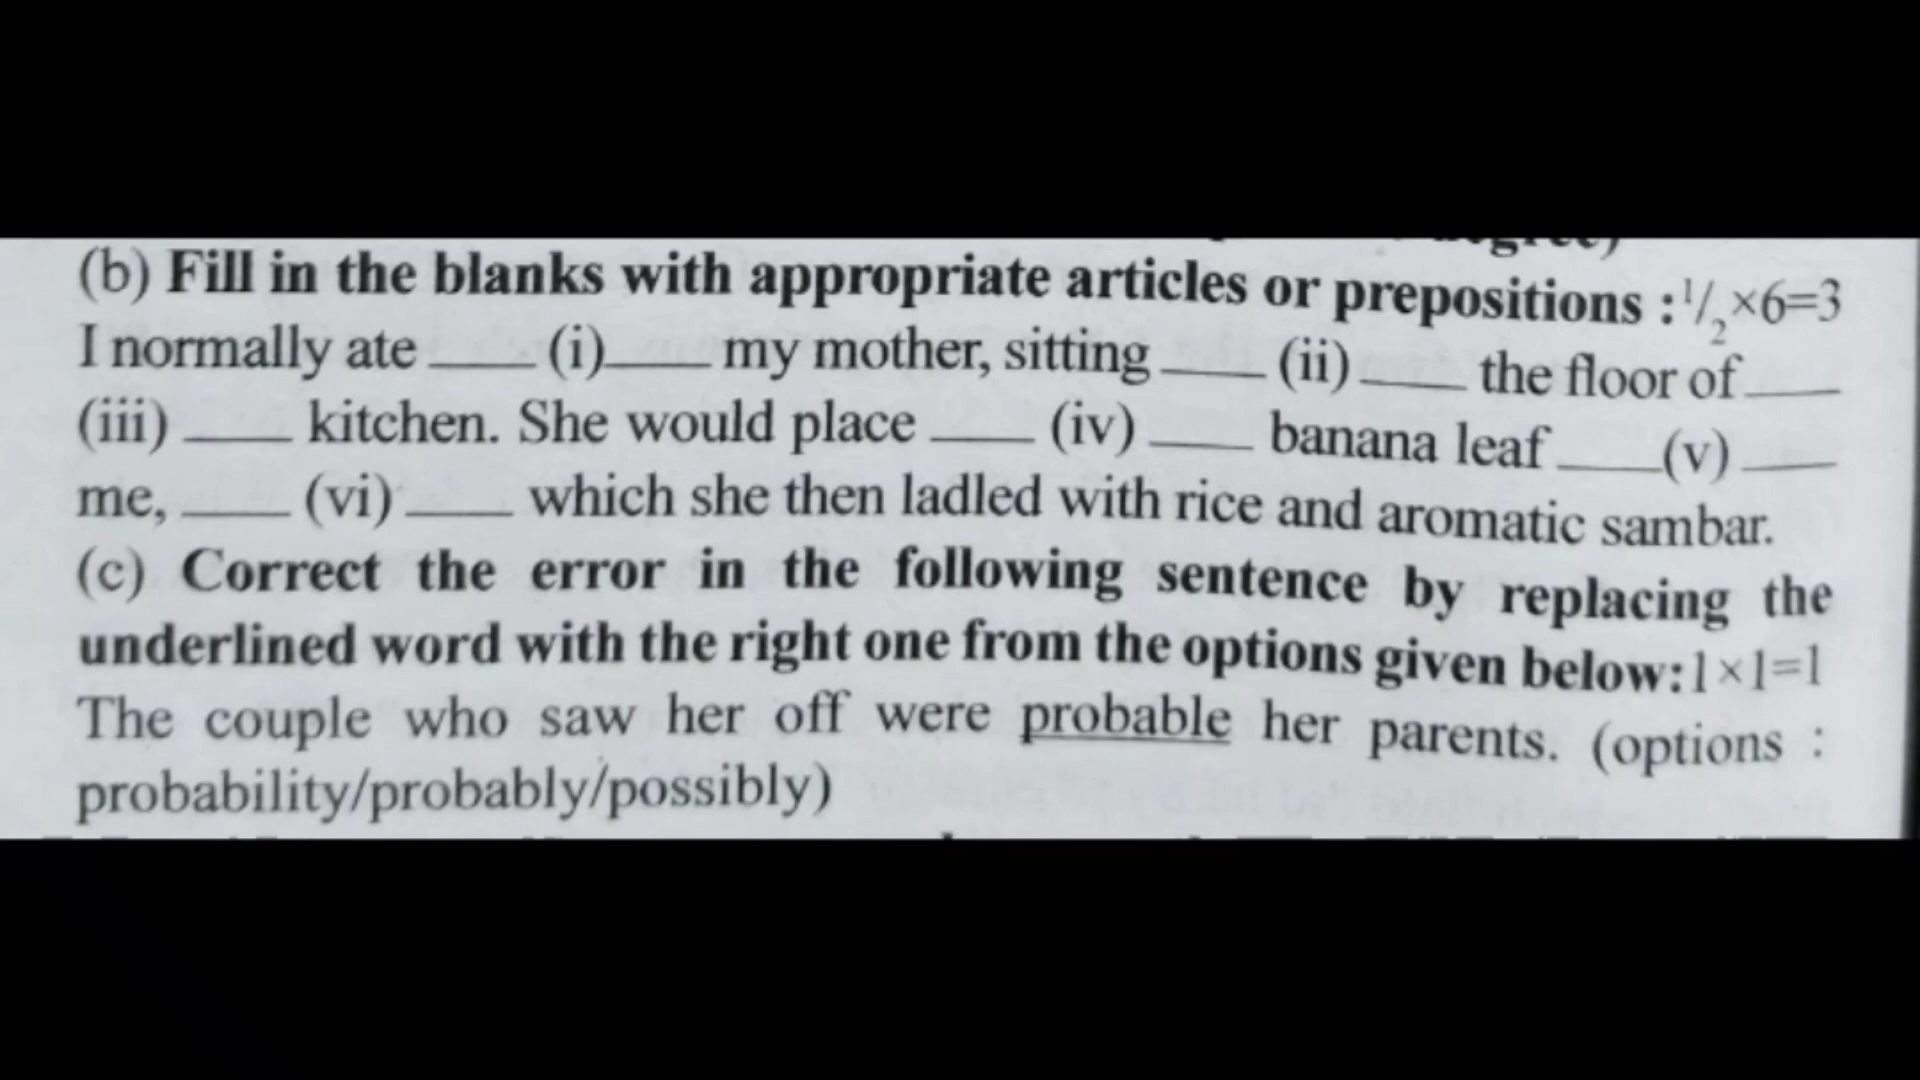 (b) Fill in the blanks with appropriate articles or prepositions : 1/2×6=3
I normally ate ____ (i)____ my mother, sitting ____ (ii) ____ the floor of ____
(iii) ____ kitchen. She would place ____ (iv) ____ banana leaf ____(v) ____
me, ____ (vi) ____ which she then ladled with rice and aromatic sambar.
(c) Correct the error in the following sentence by replacing the
underlined word with the right one from the options given below:1×1=1
The couple who saw her off were probable her parents. (options :
probability/probably/possibly)